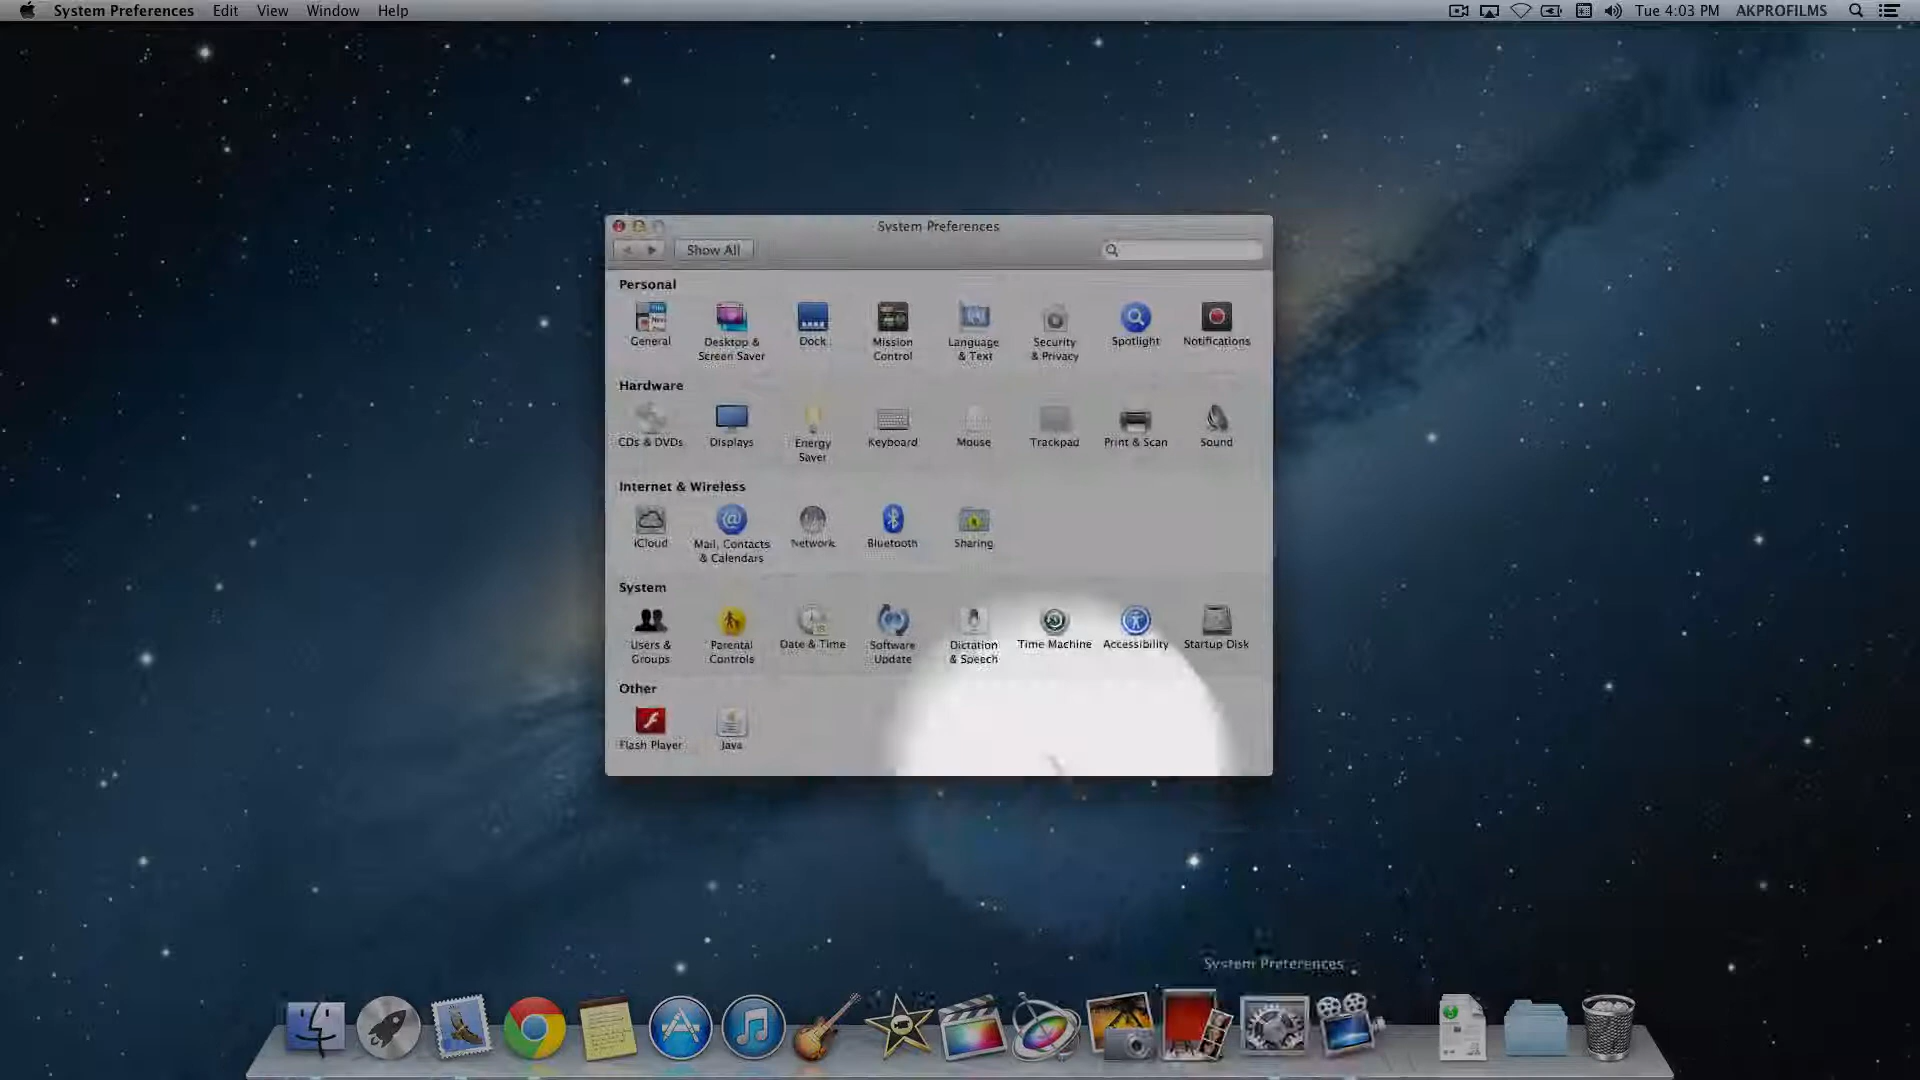 System Preferences Edit View Window Help Tue 4:03 PM AKPROFILMS
System Preferences
Show All
Personal
General Desktop & Screen Saver Dock Mission Control Language & Text Security & Privacy Spotlight Notifications
Hardware
CDs & DVDs Displays Energy Saver Keyboard Mouse Trackpad Print & Scan Sound
Internet & Wireless
iCloud Mail, Contacts & Calendars Network Bluetooth Sharing
System
Users & Groups Parental Controls Date & Time Software Update Dictation & Speech Time Machine Accessibility Startup Disk
Other
Flash Player Java
System Preferences